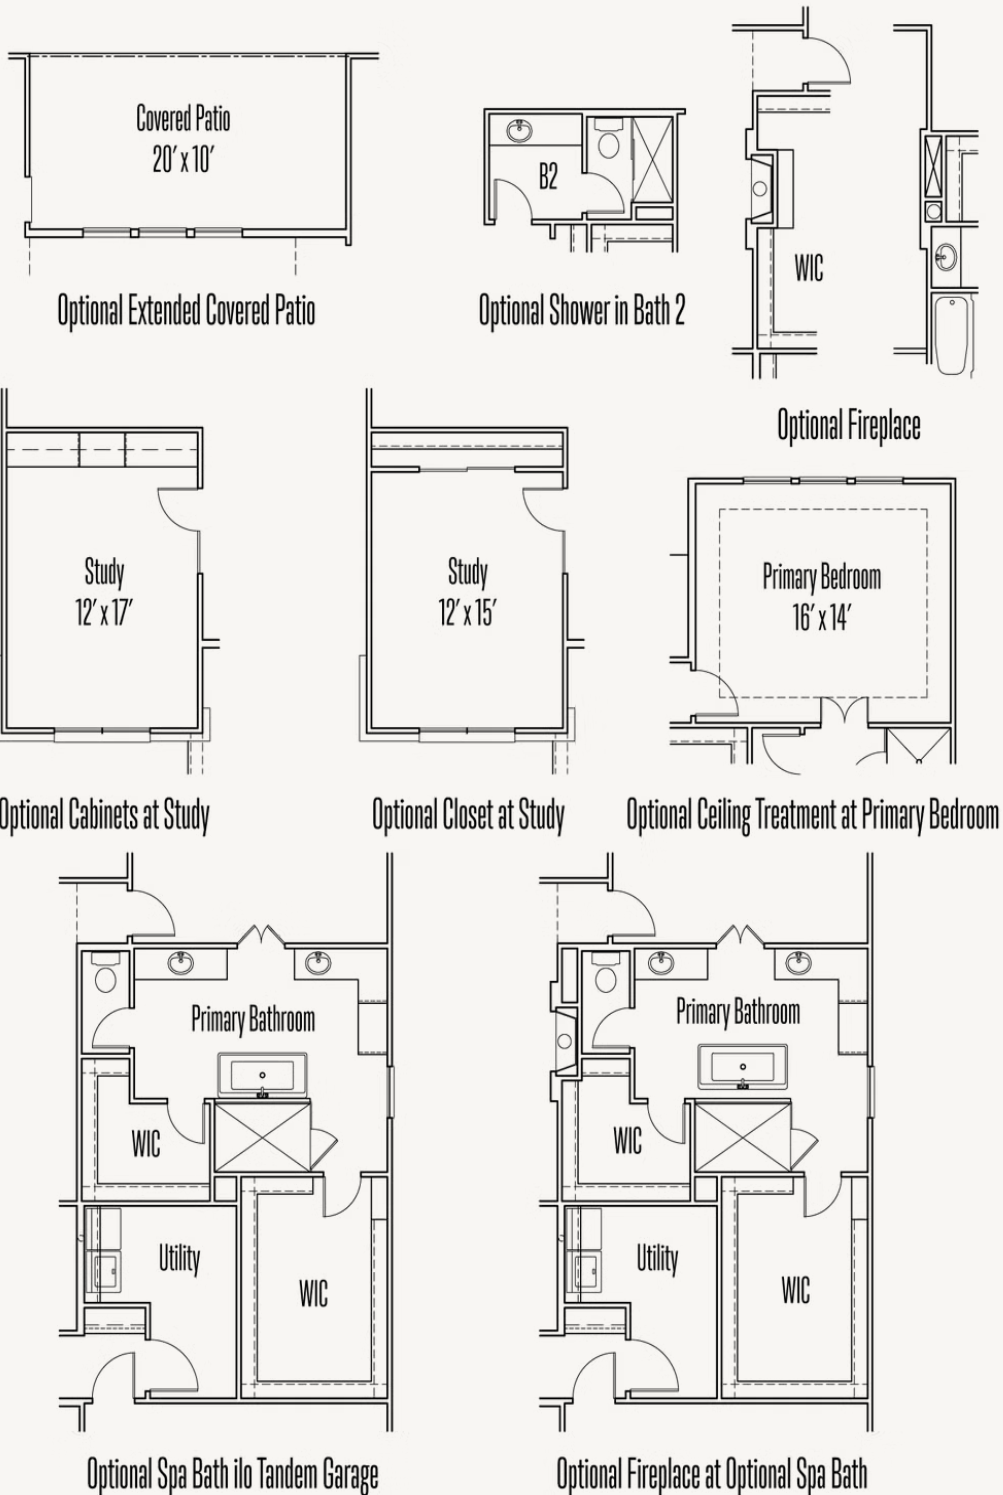 Covered Patio
20' x 10'
Optional Extended Covered Patio
B2
Optional Shower in Bath 2
WIC
Optional Fireplace
Study
12' x 17'
Optional Cabinets at Study
Study
12' x 15'
Optional Closet at Study
Primary Bedroom
16' x 14'
Optional Ceiling Treatment at Primary Bedroom
Primary Bathroom
WIC
Utility
WIC
Optional Spa Bath ilo Tandem Garage
Primary Bathroom
WIC
Utility
WIC
Optional Fireplace at Optional Spa Bath